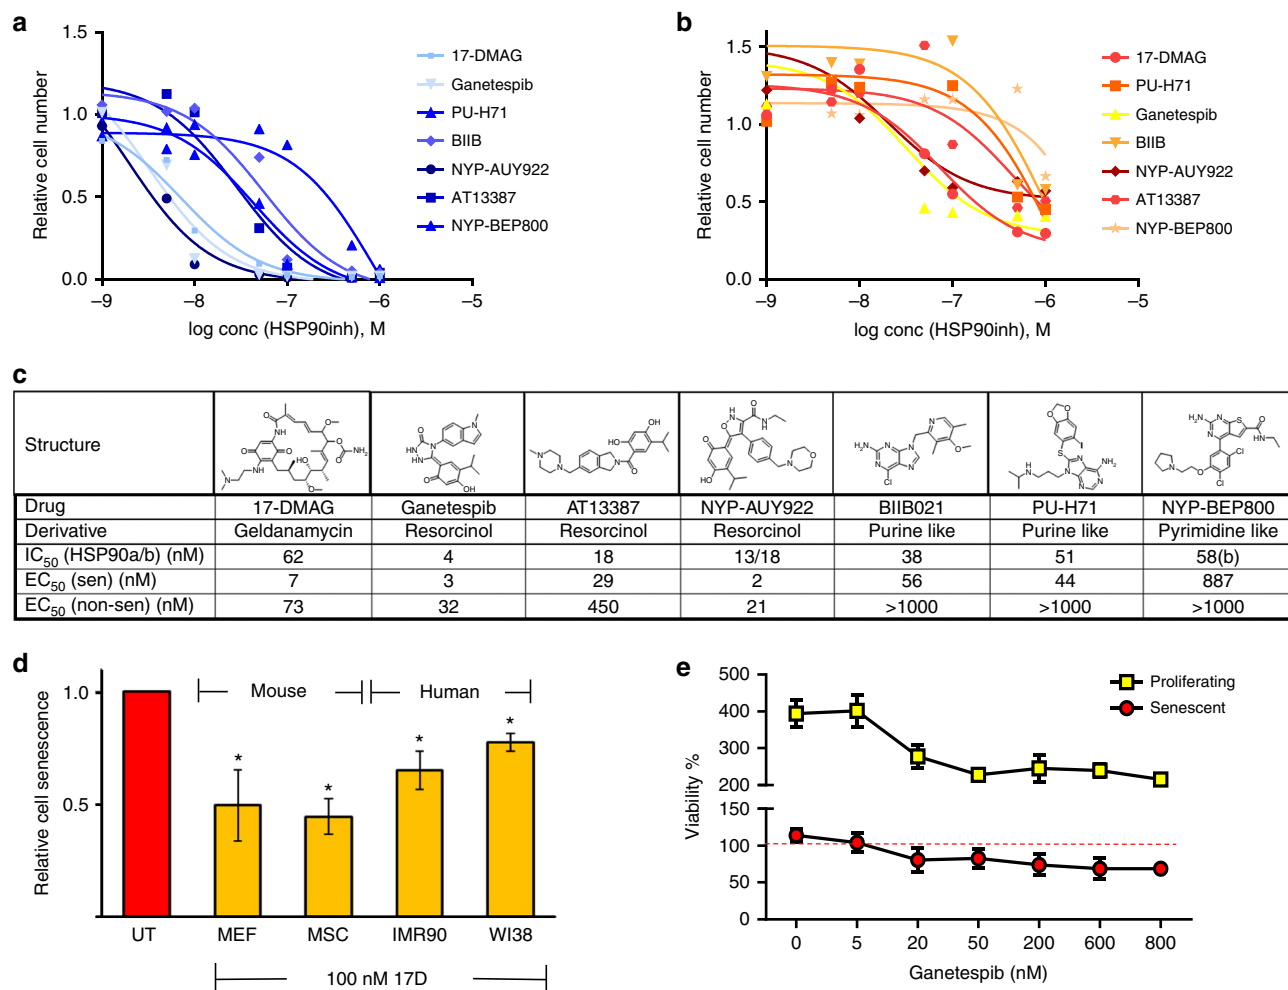 a
1.5
1.0
0.5
0.0
Relative cell number
–9
–8
–7
–6
–5
log conc (HSP90inh), M
17-DMAG
Ganetespib
PU-H71
BIIB
NYP-AUY922
AT13387
NYP-BEP800
b
1.5
1.0
0.5
0.0
Relative cell number
–9
–8
–7
–6
–5
log conc (HSP90inh), M
17-DMAG
PU-H71
Ganetespib
BIIB
NYP-AUY922
AT13387
NYP-BEP800
c
Structure
Drug 17-DMAG Ganetespib AT13387 NYP-AUY922 BIIB021 PU-H71 NYP-BEP800
Derivative Geldanamycin Resorcinol Resorcinol Resorcinol Purine like Purine like Pyrimidine like
IC50 (HSP90a/b) (nM) 62 4 18 13/18 38 51 58(b)
EC50 (sen) (nM) 7 3 29 2 56 44 887
EC50 (non-sen) (nM) 73 32 450 21 >1000 >1000 >1000
d
Relative cell senescence
1.0
0.5
Mouse
Human
*
*
*
*
UT
MEF
MSC
IMR90
WI38
100 nM 17D
e
Viability %
500
400
300
200
150
100
50
0
Proliferating
Senescent
0
5
20
50
200
600
800
Ganetespib (nM)